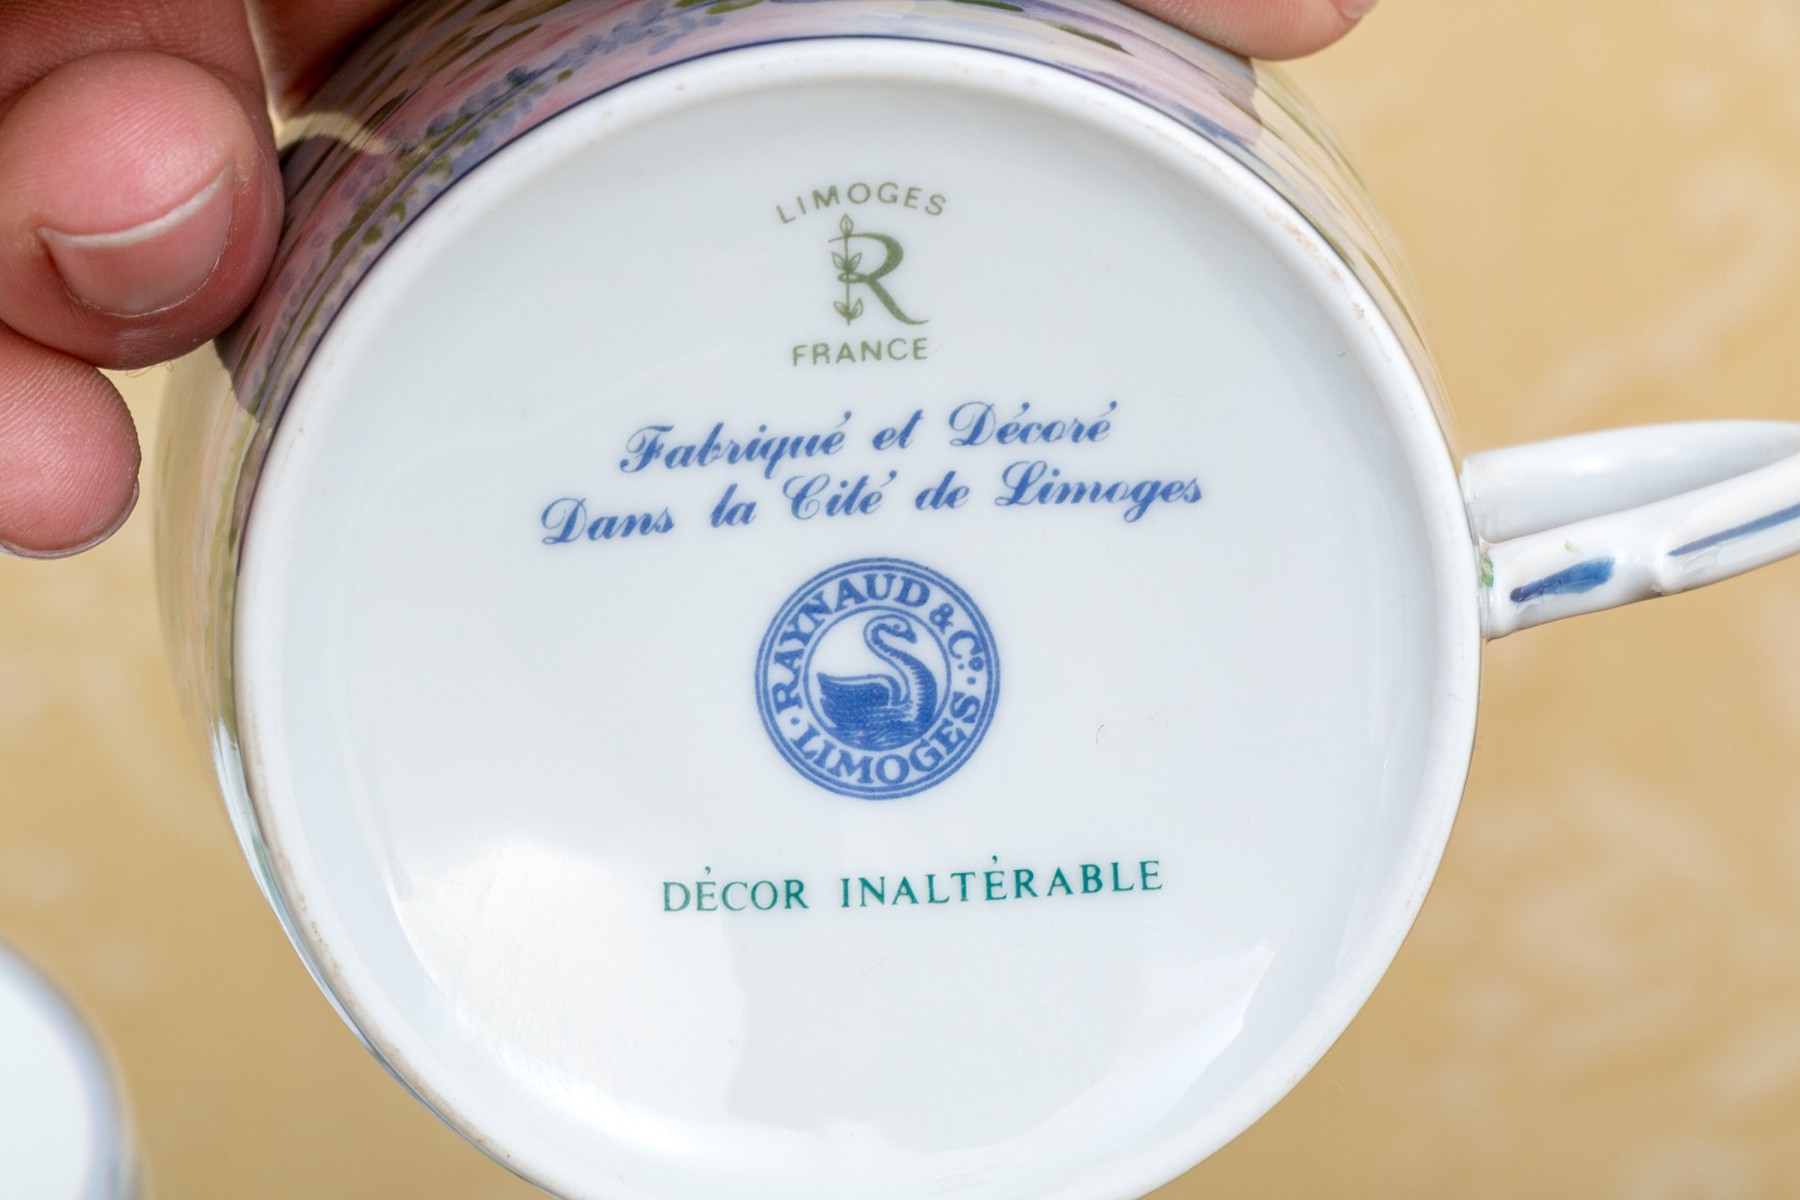 LIMOGES
R
FRANCE
Fabriqué et Décoré
Dans la Cité de Limoges
RAYNAUD & Co.
· LIMOGES ·
DÉCOR INALTÉRABLE